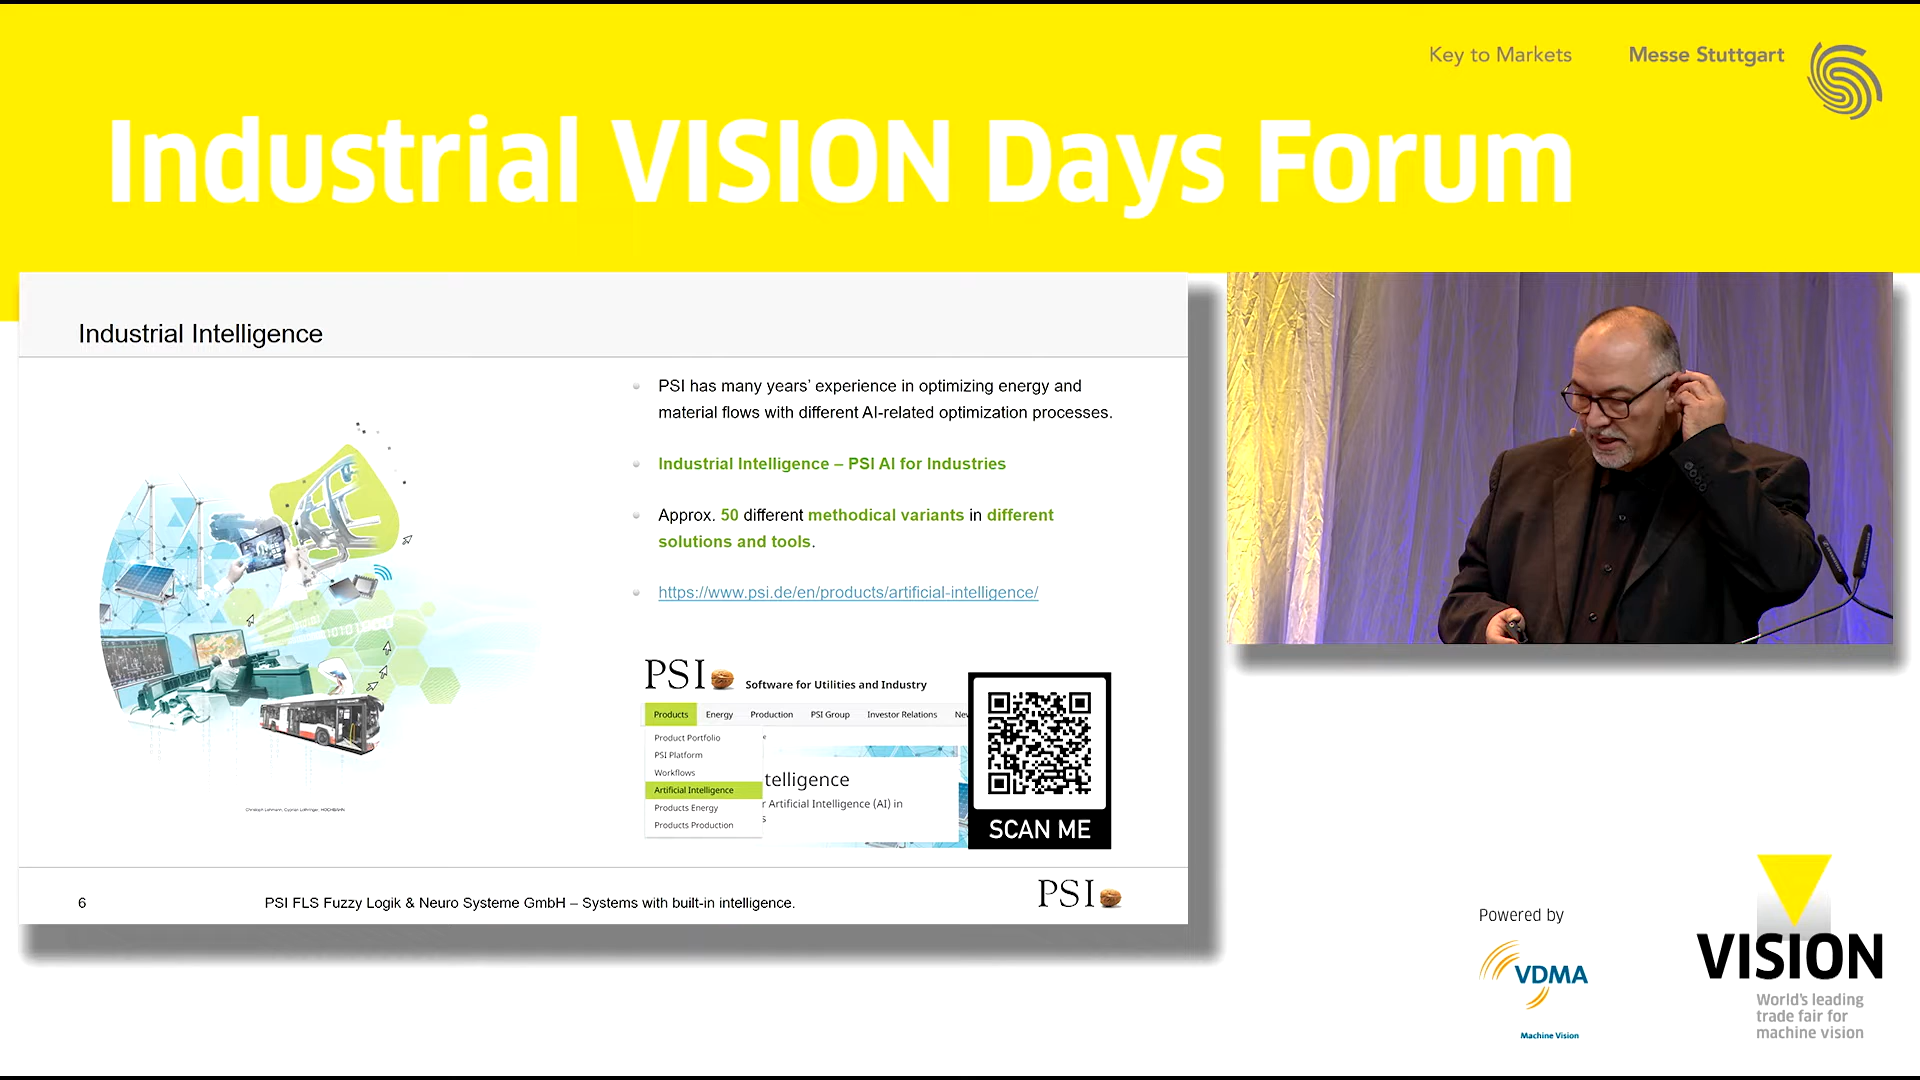 Key to Markets
Messe Stuttgart
Industrial VISION Days Forum
Industrial Intelligence
PSI has many years’ experience in optimizing energy and
material flows with different AI-related optimization processes.
Industrial Intelligence – PSI AI for Industries
Approx. 50 different methodical variants in different
solutions and tools.
https://www.psi.de/en/products/artificial-intelligence/
PSI
Software for Utilities and Industry
Products
Energy
Production
PSI Group
Investor Relations
Product Portfolio
PSI Platform
Workflows
Artificial Intelligence
Products Energy
Products Production
telligence
r Artificial Intelligence (AI) in
SCAN ME
6
PSI FLS Fuzzy Logik & Neuro Systeme GmbH – Systems with built-in intelligence.
PSI
Powered by
VDMA
Machine Vision
VISION
World's leading
trade fair for
machine vision